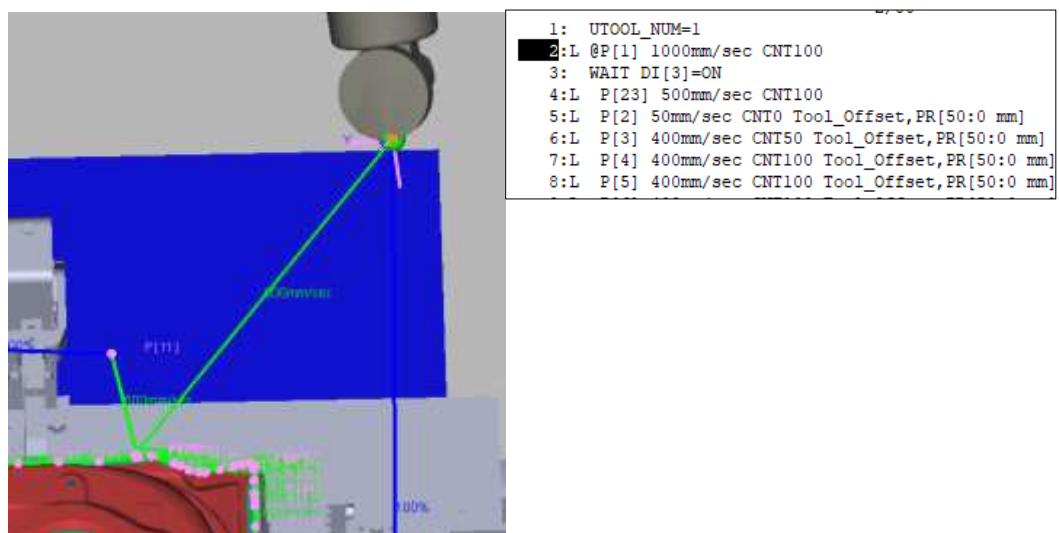 1: UTOOL_NUM=1
2:L @P[1] 1000mm/sec CNT100
3: WAIT DI[3]=ON
4:L P[23] 500mm/sec CNT100
5:L P[2] 50mm/sec CNT0 Tool_Offset,PR[50:0 mm]
6:L P[3] 400mm/sec CNT50 Tool_Offset,PR[50:0 mm]
7:L P[4] 400mm/sec CNT100 Tool_Offset,PR[50:0 mm]
8:L P[5] 400mm/sec CNT100 Tool_Offset,PR[50:0 mm]
Y
P[11]